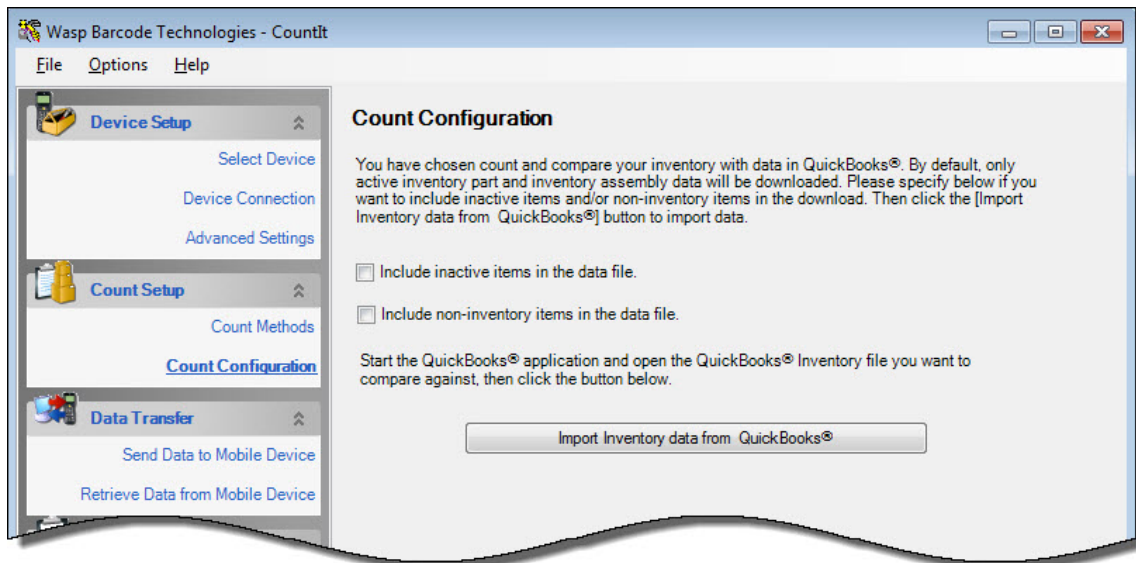 Wasp Barcode Technologies - CountIt
File Options Help
Device Setup
Select Device
Device Connection
Advanced Settings
Count Setup
Count Methods
Count Configuration
Data Transfer
Send Data to Mobile Device
Retrieve Data from Mobile Device
Count Configuration
You have chosen count and compare your inventory with data in QuickBooks®. By default, only
active inventory part and inventory assembly data will be downloaded. Please specify below if you
want to include inactive items and/or non-inventory items in the download. Then click the [Import
Inventory data from  QuickBooks®] button to import data.
Include inactive items in the data file.
Include non-inventory items in the data file.
Start the QuickBooks® application and open the QuickBooks® Inventory file you want to
compare against, then click the button below.
Import Inventory data from  QuickBooks®